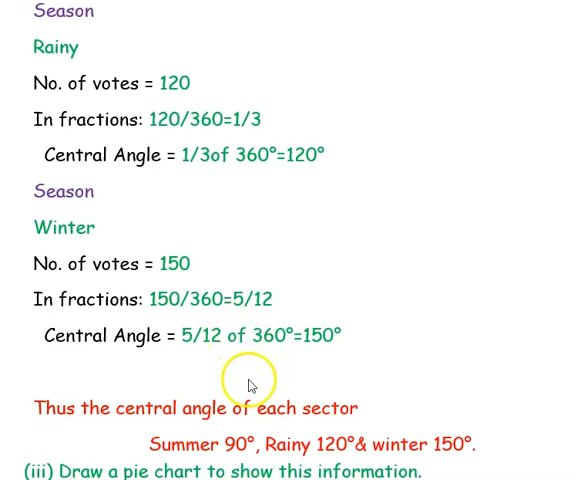 Season
Rainy
No. of votes = 120
In fractions: 120/360=1/3
Central Angle = 1/3of 360°=120°
Season
Winter
No. of votes = 150
In fractions: 150/360=5/12
Central Angle = 5/12 of 360°=150°
Thus the central angle of each sector
Summer 90°, Rainy 120°& winter 150°.
(iii) Draw a pie chart to show this information.